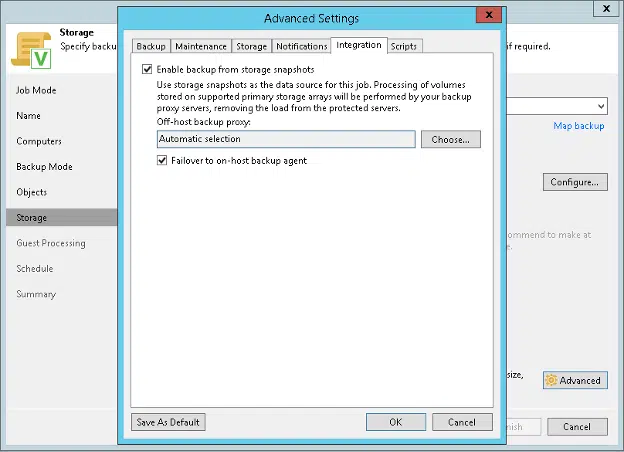 Advanced Settings
X
X
Storage
Specify backu
if required.
Backup
Maintenance
Storage
Notifications
Integration
Scripts
Enable backup from storage snapshots
Use storage snapshots as the data source for this job. Processing of volumes
stored on supported primary storage arrays will be performed by your backup
proxy servers, removing the load from the protected servers.
Off-host backup proxy:
Automatic selection
Choose...
Failover to on-host backup agent
Job Mode
Name
Computers
Backup Mode
Objects
Storage
Guest Processing
Schedule
Summary
Map backup
Configure...
commend to make at
size,
Advanced
Save As Default
OK
Cancel
nish
Cancel